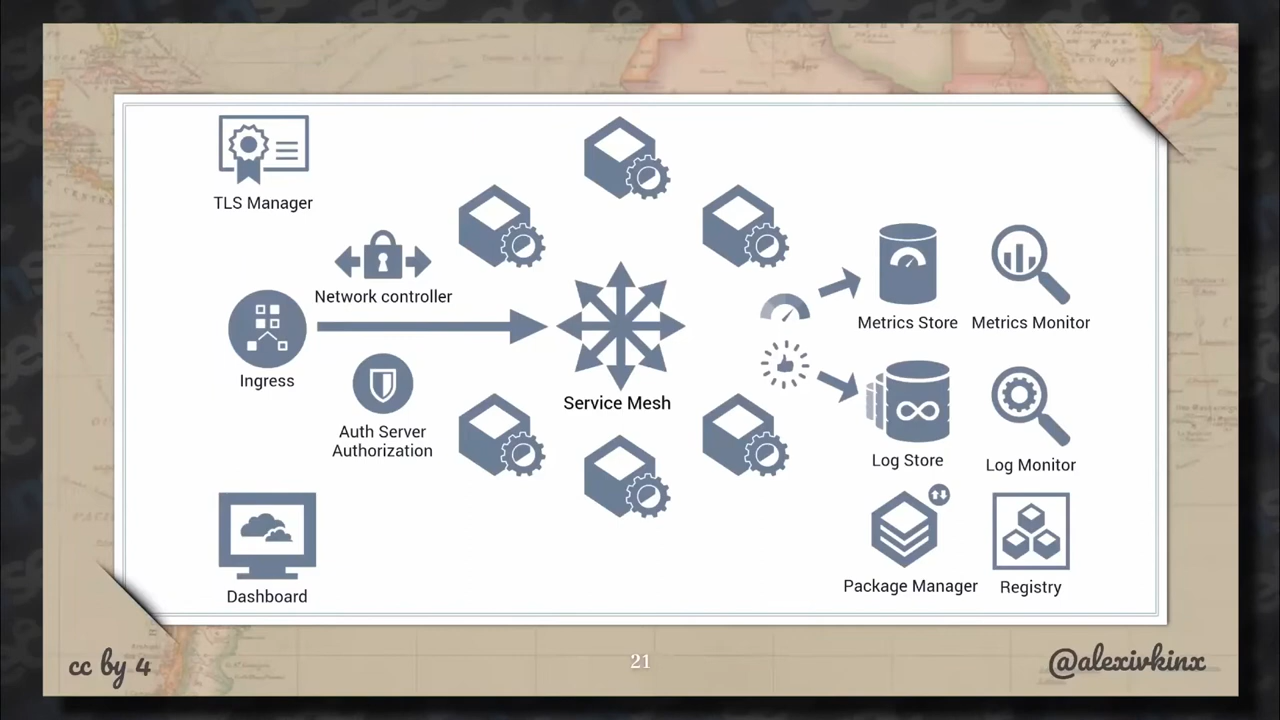 TLS Manager
Network controller
Ingress
Auth Server
Authorization
Service Mesh
Metrics Store
Metrics Monitor
Log Store
Log Monitor
Package Manager
Registry
Dashboard
cc by 4
21
@alexivkinx